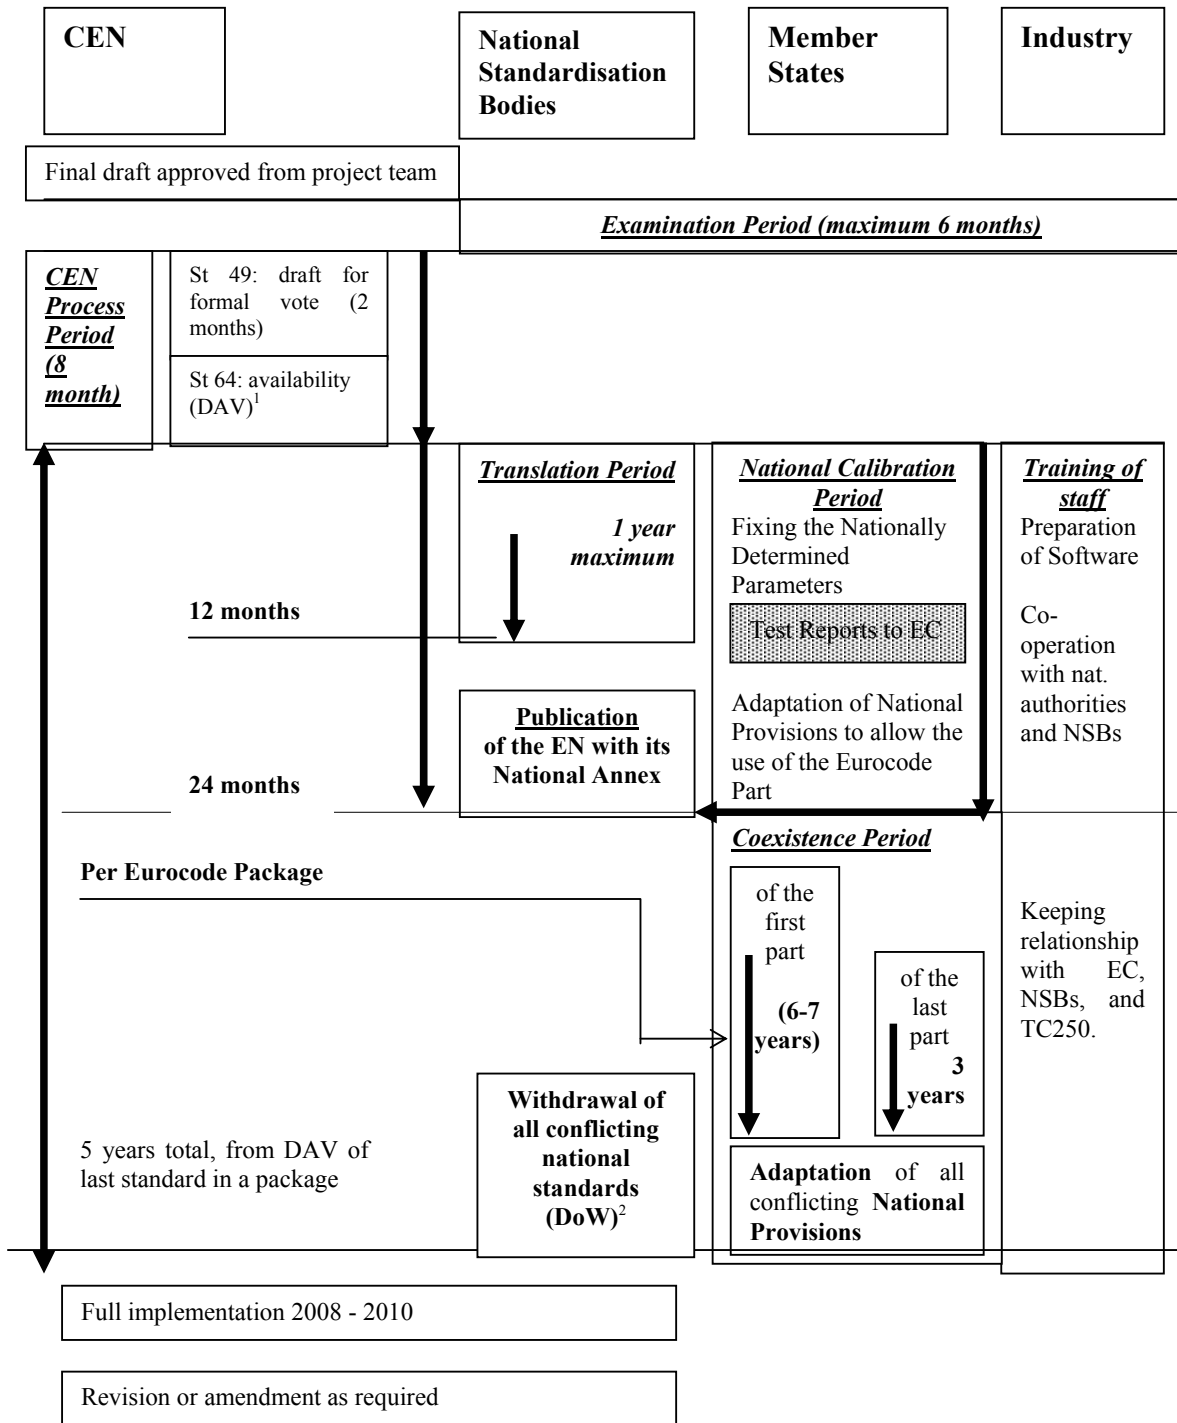 CEN
National
Standardisation
Bodies
Member
States
Industry
Final draft approved from project team
Examination Period (maximum 6 months)
CEN
Process
Period
(8
month)
St 49: draft for
formal vote (2
months)
St 64: availability
(DAV)1
Translation Period
1 year
maximum
National Calibration
Period
Fixing the Nationally
Determined
Parameters
Test Reports to EC
Adaptation of National
Provisions to allow the
use of the Eurocode
Part
Training of
staff
Preparation
of Software
Co-
operation
with nat.
authorities
and NSBs
12 months
Publication
of the EN with its
National Annex
24 months
Coexistence Period
Per Eurocode Package
of the
first
part
(6-7
years)
of the
last
part
3
years
Keeping
relationship
with EC,
NSBs, and
TC250.
Withdrawal of
all conflicting
national
standards
(DoW)2
5 years total, from DAV of
last standard in a package
Adaptation of all
conflicting National
Provisions
Full implementation 2008 - 2010
Revision or amendment as required